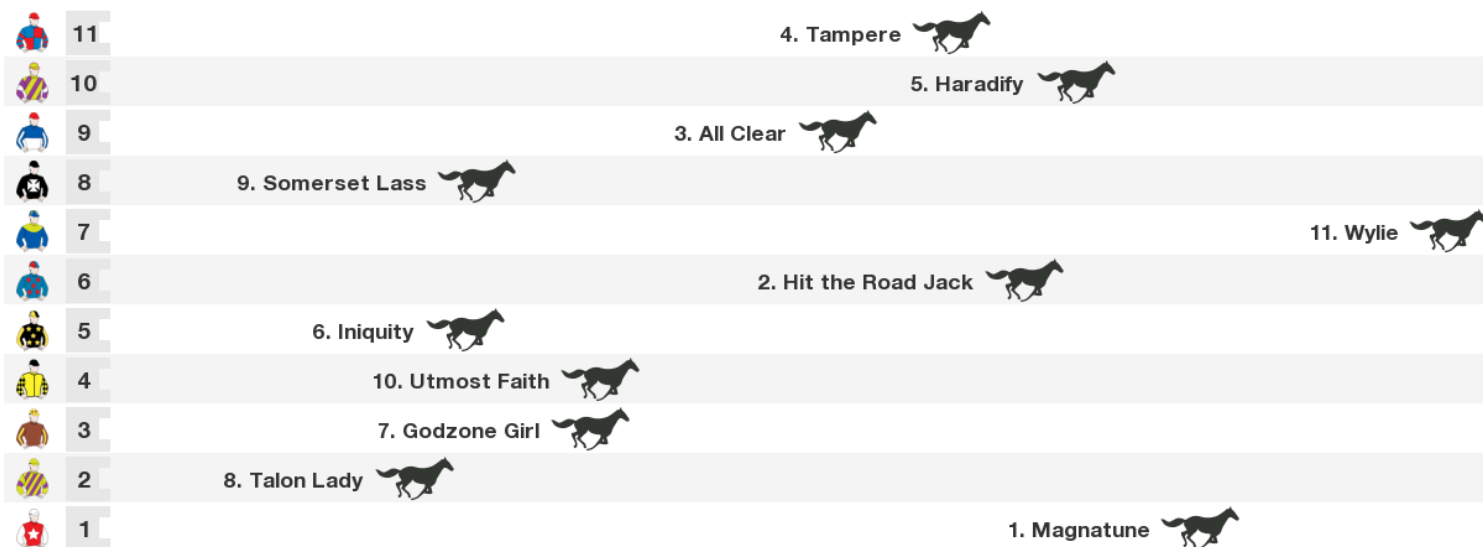 11 4. Tampere
10 5. Haradify
9 3. All Clear
8 9. Somerset Lass
7 11. Wylie
6 2. Hit the Road Jack
5 6. Iniquity
4 10. Utmost Faith
3 7. Godzone Girl
2 8. Talon Lady
1 1. Magnatune